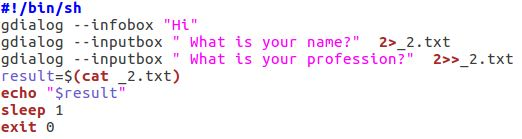 #!/bin/sh
gdialog --infobox "Hi"
gdialog --inputbox " What is your name?"  2>_2.txt
gdialog --inputbox " What is your profession?"  2>>_2.txt
result=$(cat _2.txt)
echo "$result"
sleep 1
exit 0